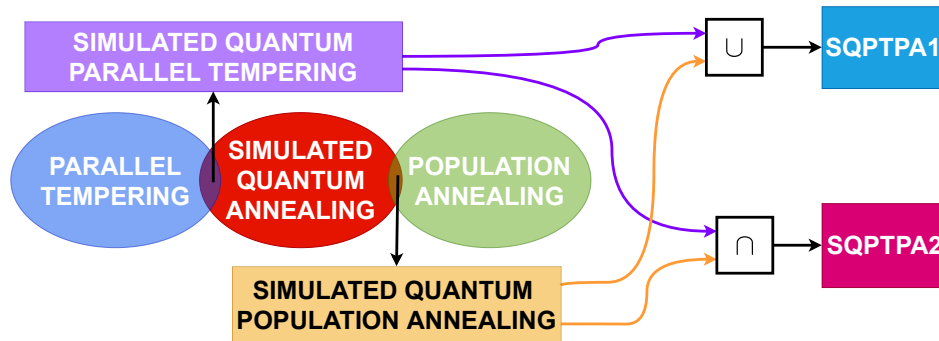 SIMULATED QUANTUM
PARALLEL TEMPERING
∪
SQPTPA1
PARALLEL
TEMPERING
SIMULATED
QUANTUM
ANNEALING
POPULATION
ANNEALING
∩
SQPTPA2
SIMULATED QUANTUM
POPULATION ANNEALING